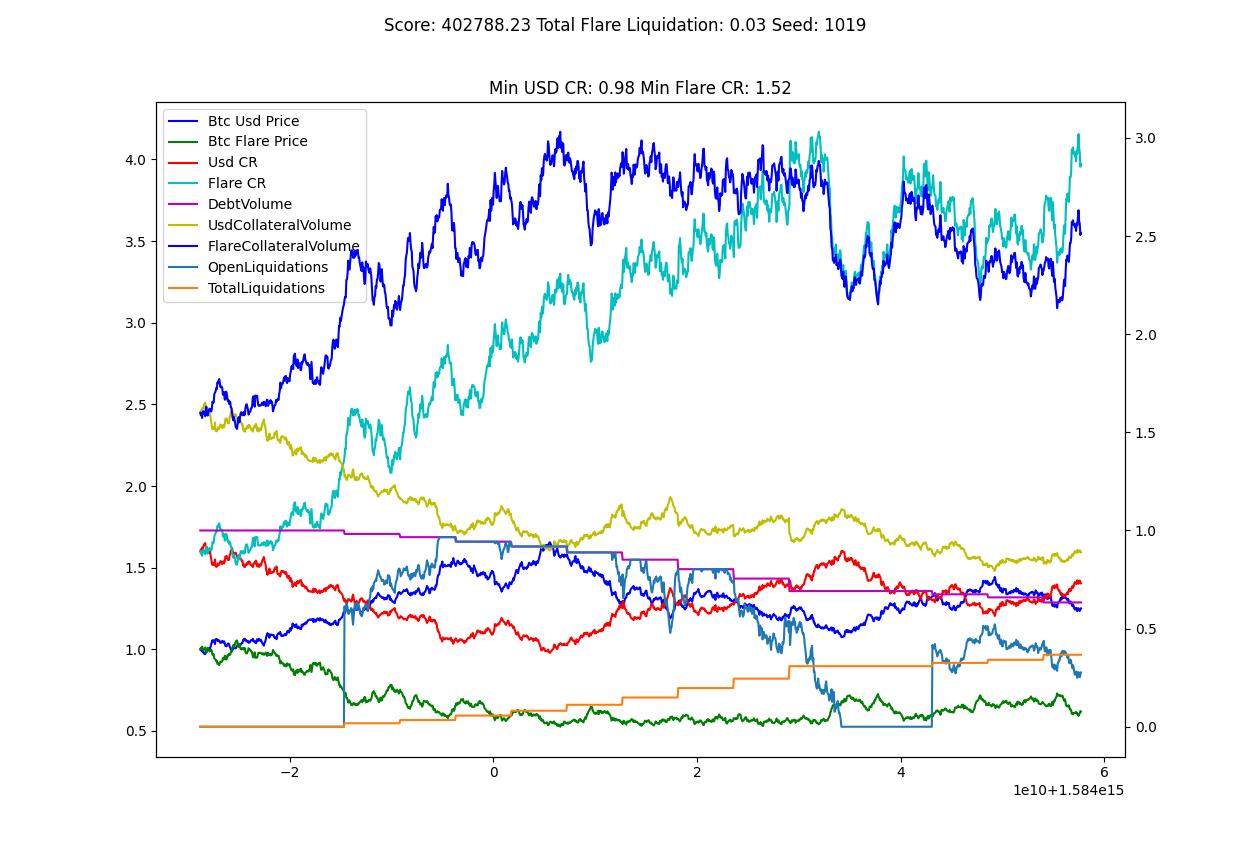 Score: 402788.23 Total Flare Liquidation: 0.03 Seed: 1019
Min USD CR: 0.98 Min Flare CR: 1.52
Btc Usd Price
Btc Flare Price
Usd CR
Flare CR
DebtVolume
UsdCollateralVolume
FlareCollateralVolume
OpenLiquidations
TotalLiquidations
4.0
3.5
3.0
2.5
2.0
1.5
1.0
0.5
3.0
2.5
2.0
1.5
1.0
0.5
0.0
−2
0
2
4
6
1e10+1.584e15